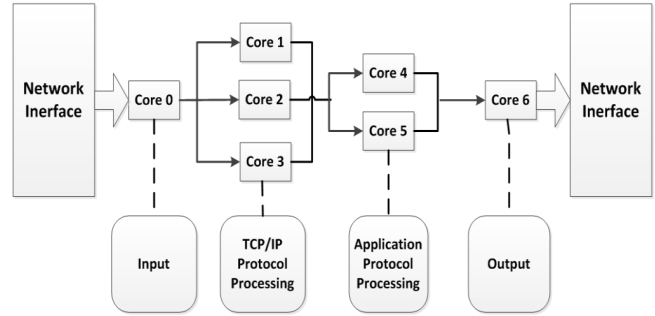 Network
Inerface
Core 0
Core 1
Core 2
Core 3
Core 4
Core 5
Core 6
Network
Inerface
Input
TCP/IP
Protocol
Processing
Application
Protocol
Processing
Output